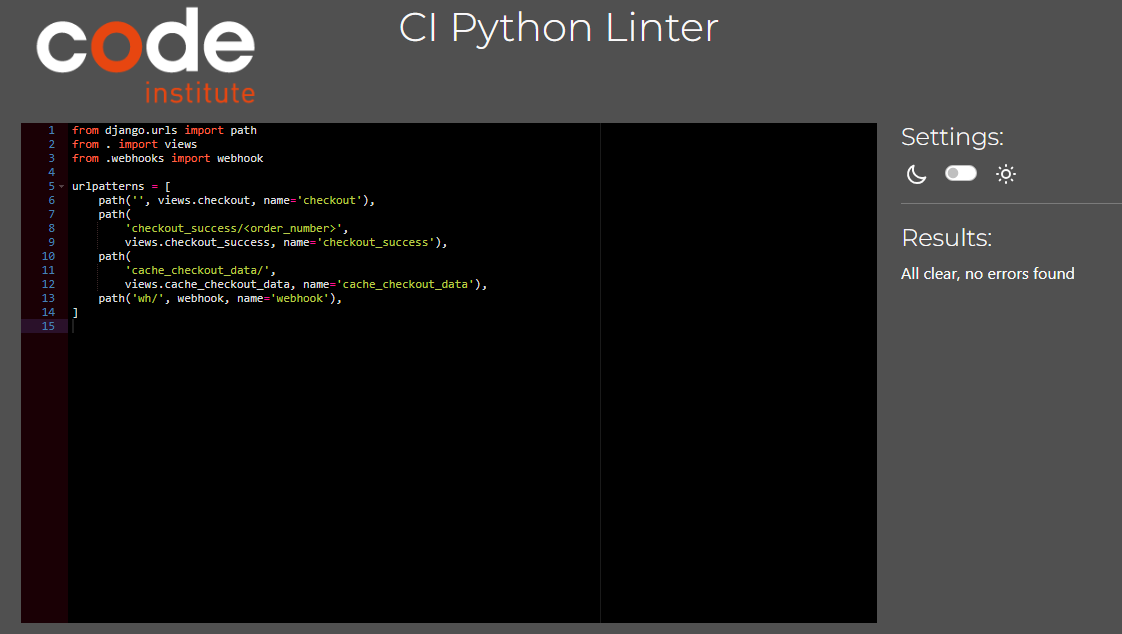 code
institute
CI Python Linter
1 from django.urls import path
2 from . import views
3 from .webhooks import webhook
4
5 urlpatterns = [
6     path('', views.checkout, name='checkout'),
7     path(
8         'checkout_success/<order_number>',
9         views.checkout_success, name='checkout_success'),
10     path(
11         'cache_checkout_data/',
12         views.cache_checkout_data, name='cache_checkout_data'),
13     path('wh/', webhook, name='webhook'),
14 ]
15
Settings:
Results:
All clear, no errors found